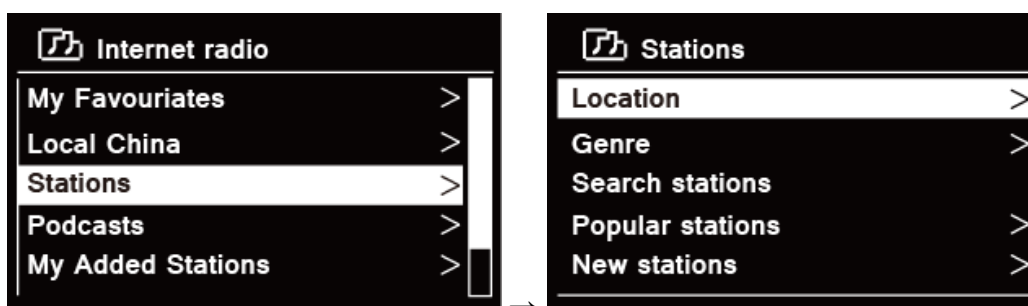 Internet radio
My Favouriates >
Local China >
Stations >
Podcasts >
My Added Stations >
→
Stations
Location >
Genre >
Search stations
Popular stations >
New stations >